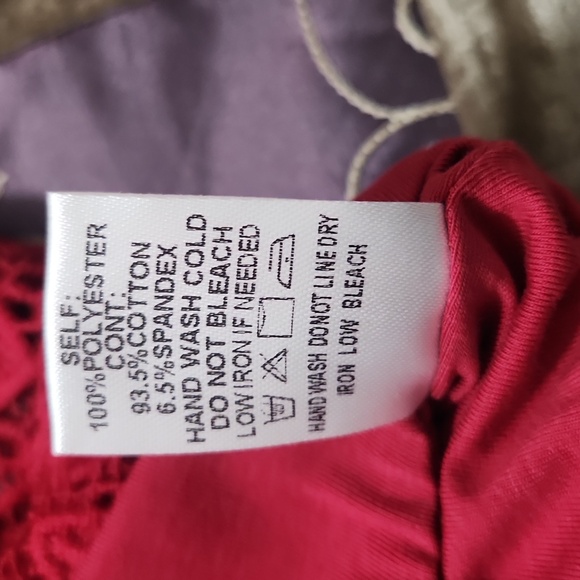 SELF:
100%POLYESTER
CONT:
93.5%COTTON
6.5%SPANDEX
HAND WASH COLD
DO NOT BLEACH
LOW IRON IF NEEDED
HAND WASH DONOT LINE DRY
IRON LOW BLEACH